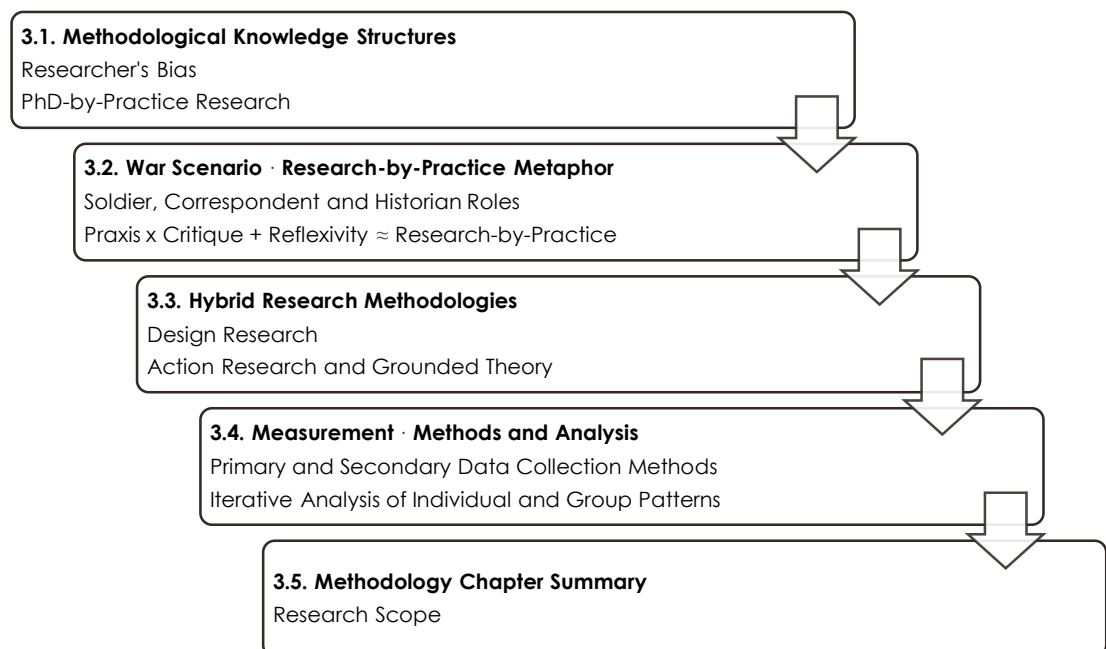 3.1. Methodological Knowledge Structures
Researcher's Bias
PhD-by-Practice Research
3.2. War Scenario · Research-by-Practice Metaphor
Soldier, Correspondent and Historian Roles
Praxis x Critique + Reflexivity ≈ Research-by-Practice
3.3. Hybrid Research Methodologies
Design Research
Action Research and Grounded Theory
3.4. Measurement · Methods and Analysis
Primary and Secondary Data Collection Methods
Iterative Analysis of Individual and Group Patterns
3.5. Methodology Chapter Summary
Research Scope